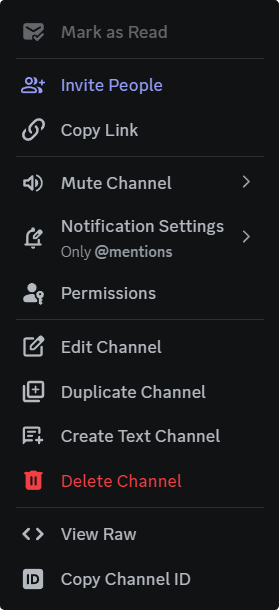 Mark as Read
Invite People
Copy Link
Mute Channel
Notification Settings
Only @mentions
Permissions
Edit Channel
Duplicate Channel
Create Text Channel
Delete Channel
View Raw
ID Copy Channel ID